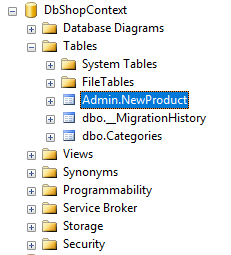 DbShopContext
Database Diagrams
Tables
System Tables
FileTables
Admin.NewProduct
dbo.__MigrationHistory
dbo.Categories
Views
Synonyms
Programmability
Service Broker
Storage
Security